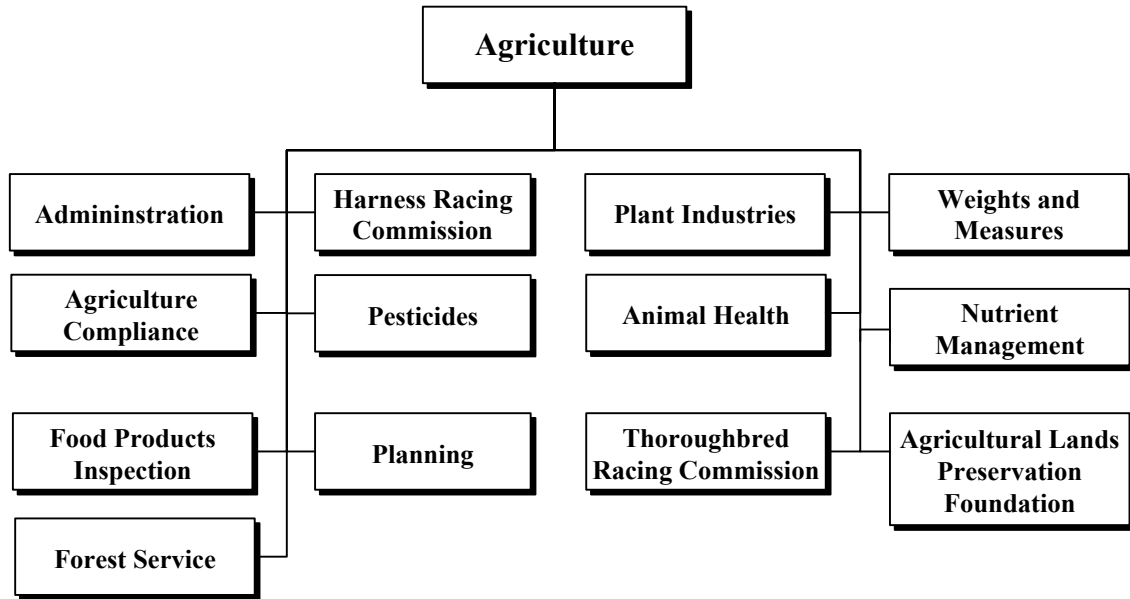 Agriculture
Admininstration
Harness Racing
Commission
Plant Industries
Weights and
Measures
Agriculture
Compliance
Pesticides
Animal Health
Nutrient
Management
Food Products
Inspection
Planning
Thoroughbred
Racing Commission
Agricultural Lands
Preservation
Foundation
Forest Service